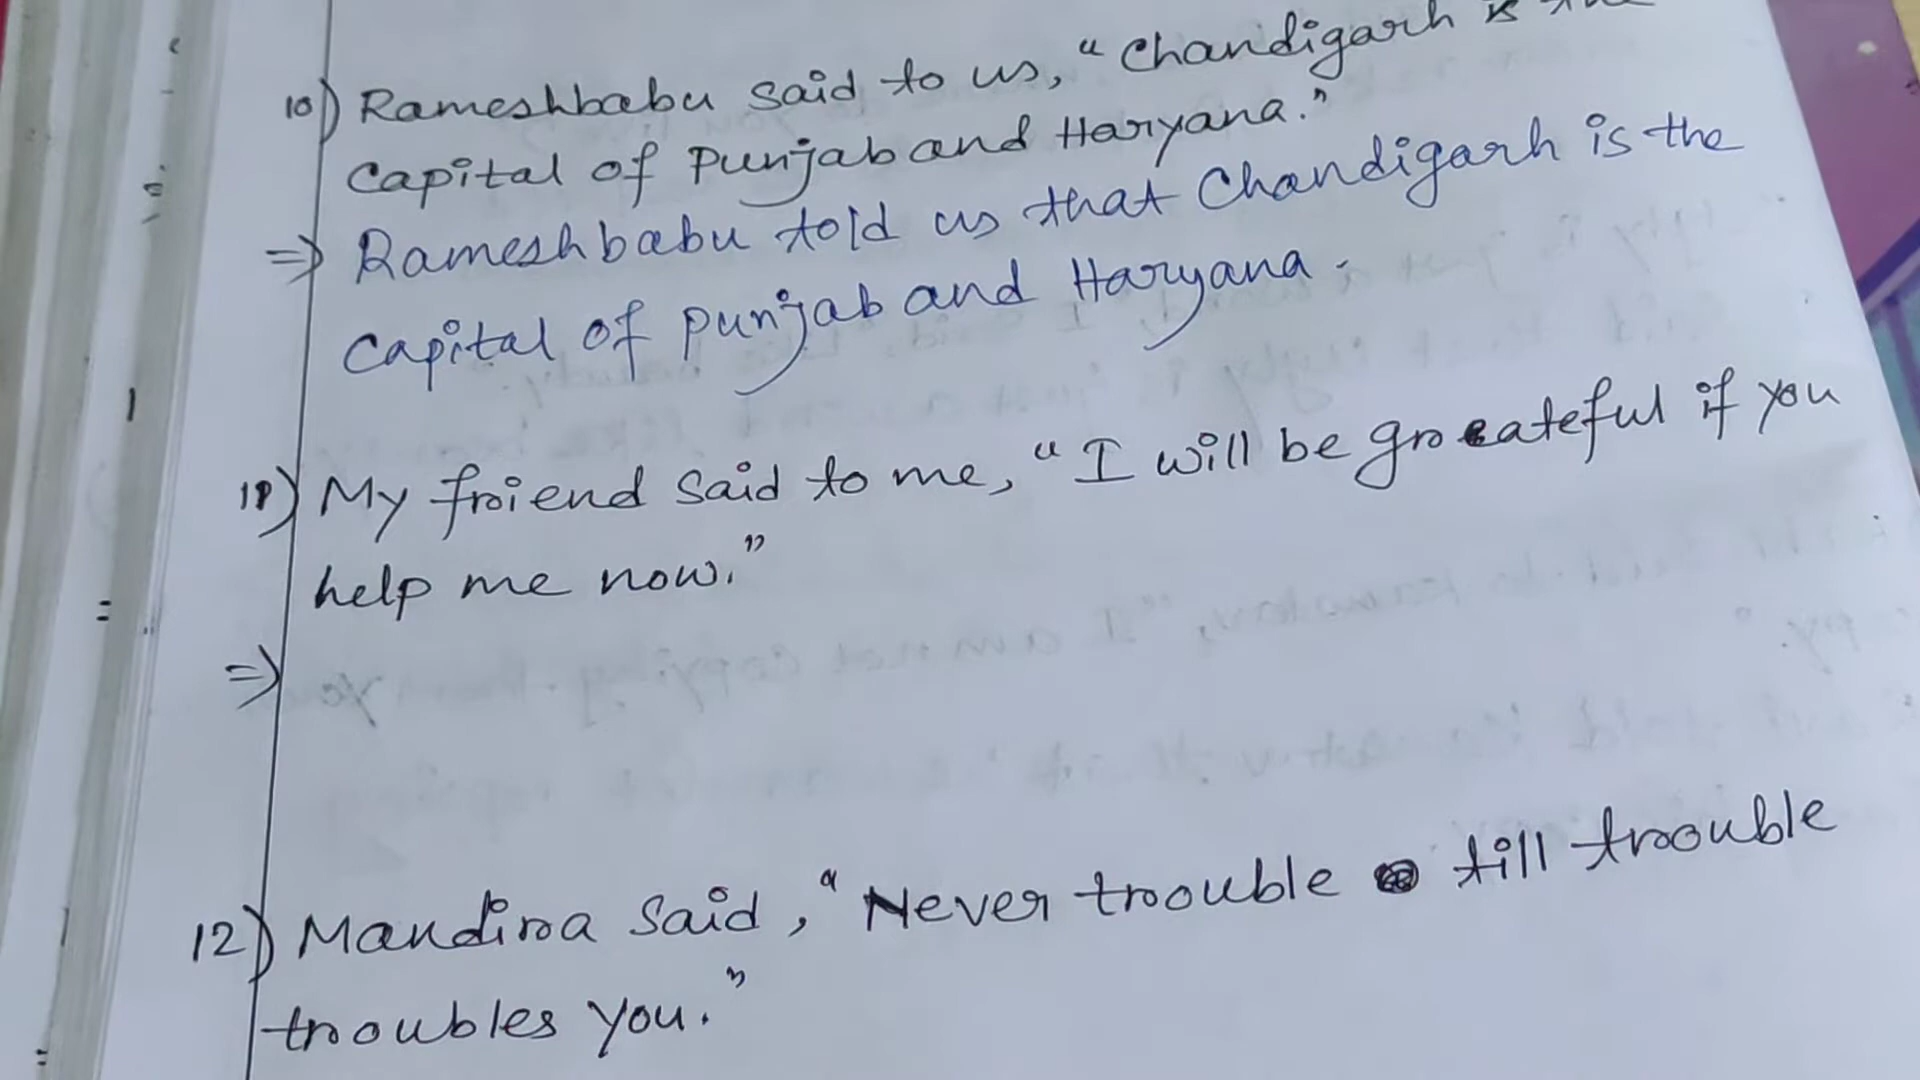 10) Rameshbabu said to us, "Chandigarh is the
Capital of Punjab and Haryana."
⇒ Rameshbabu told us that Chandigarh is the
Capital of Punjab and Haryana.
11) My friend said to me, "I will be greateful if you
help me now."
⇒
12) Mandira said, "Never trouble till trouble
troubles you."